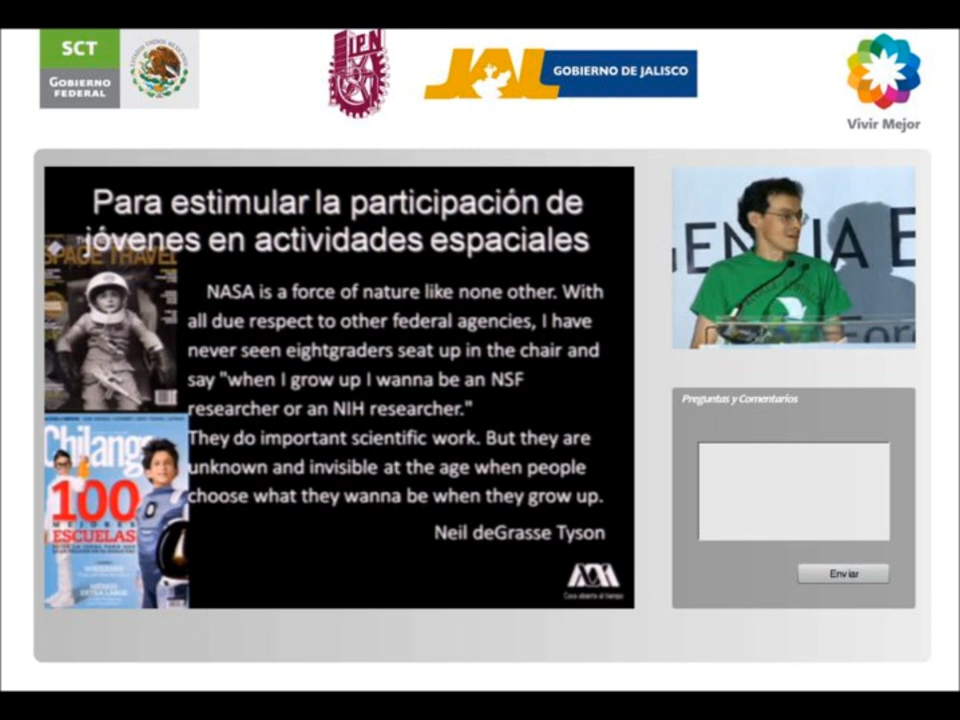 SCT
GOBIERNO
FEDERAL
ESTADOS UNIDOS MEXICANOS
IPN
JAL
GOBIERNO DE JALISCO
Vivir Mejor
Para estimular la participación de
jóvenes en actividades espaciales
SPACE TRAVEL
NASA is a force of nature like none other. With
all due respect to other federal agencies, I have
never seen eightgraders seat up in the chair and
say "when I grow up I wanna be an NSF
researcher or an NIH researcher."
They do important scientific work. But they are
unknown and invisible at the age when people
choose what they wanna be when they grow up.
Neil deGrasse Tyson
Chilango
100
MEJORES
ESCUELAS
Casa abierta al tiempo
GENCIA E
Foro
Preguntas y Comentarios
Enviar